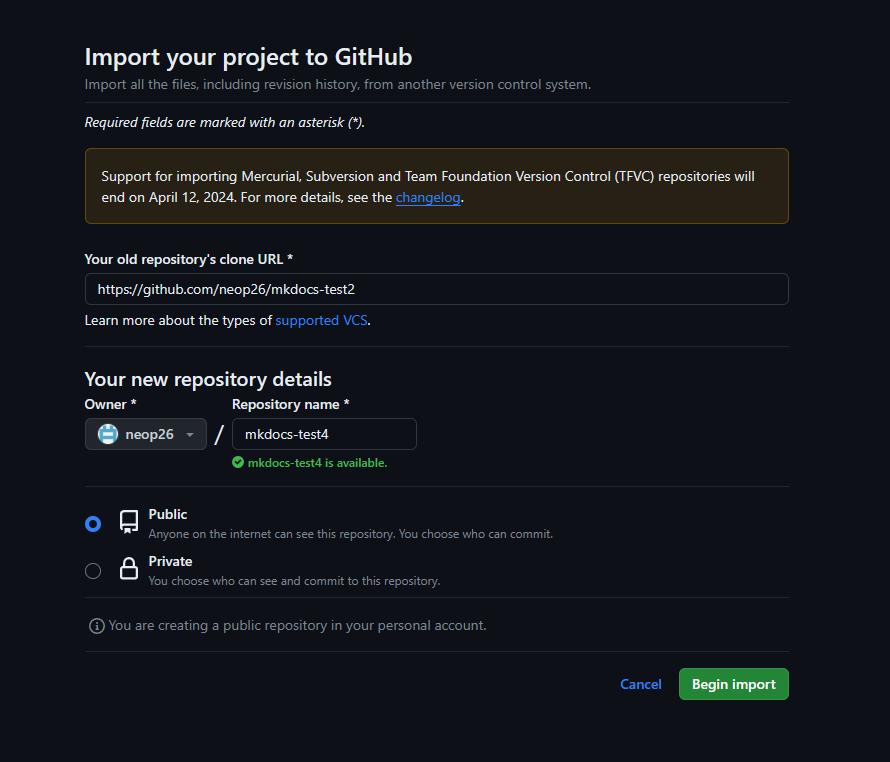 Import your project to GitHub
Import all the files, including revision history, from another version control system.
Required fields are marked with an asterisk (*).
Support for importing Mercurial, Subversion and Team Foundation Version Control (TFVC) repositories will
end on April 12, 2024. For more details, see the changelog.
Your old repository's clone URL *
https://github.com/neop26/mkdocs-test2
Learn more about the types of supported VCS.
Your new repository details
Owner * Repository name *
neop26 / mkdocs-test4
mkdocs-test4 is available.
Public
Anyone on the internet can see this repository. You choose who can commit.
Private
You choose who can see and commit to this repository.
You are creating a public repository in your personal account.
Cancel Begin import